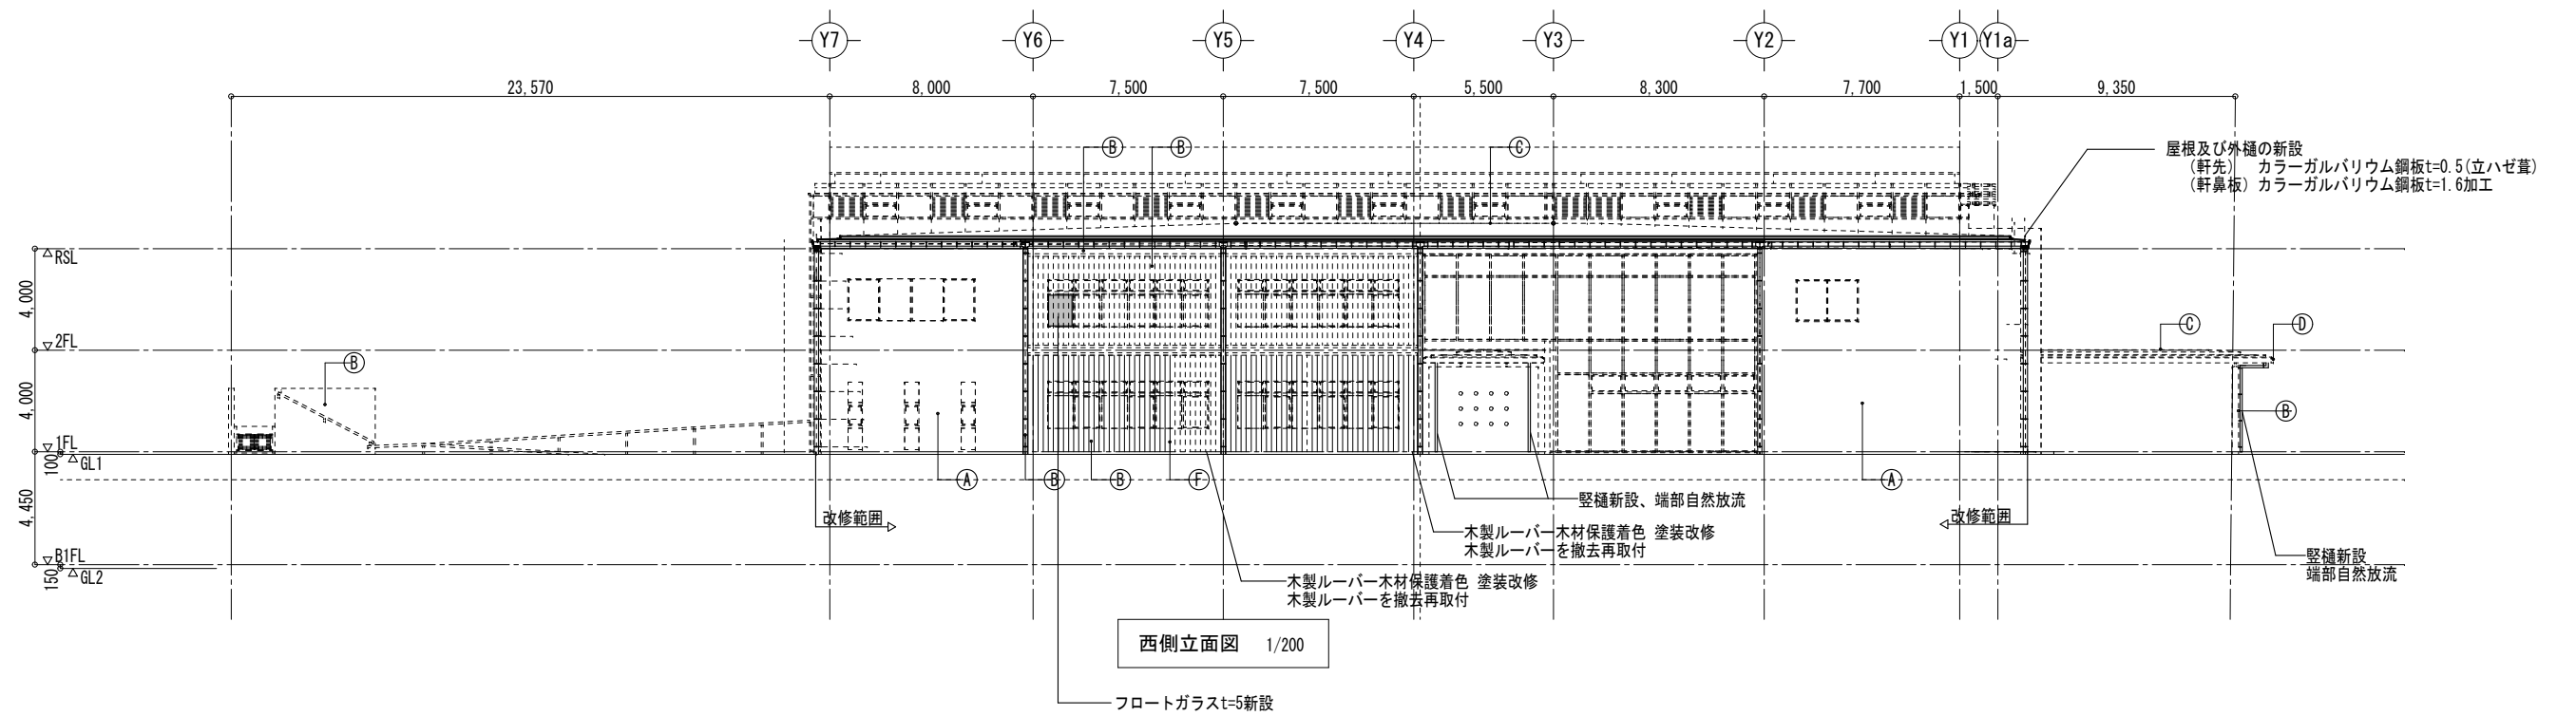 Y7 Y6 Y5 Y4 Y3 Y2 Y1 Y1a
23,570 8,000 7,500 7,500 5,500 8,300 7,700 1,500 9,350
B B C
屋根及び外樋の新設
(軒先) カラーガルバリウム鋼板t=0.5(立ハゼ葺)
(軒鼻板) カラーガルバリウム鋼板t=1.6加工
RSL
4,000
2FL
C D
B
4,000
B
1FL
100
GL1
A B B F A
4,450
竪樋新設、端部自然放流
改修範囲
改修範囲
木製ルーバー木材保護着色 塗装改修
木製ルーバーを撤去再取付
B1FL
150
GL2
竪樋新設
端部自然放流
木製ルーバー木材保護着色 塗装改修
木製ルーバーを撤去再取付
西側立面図 1/200
フロートガラスt=5新設